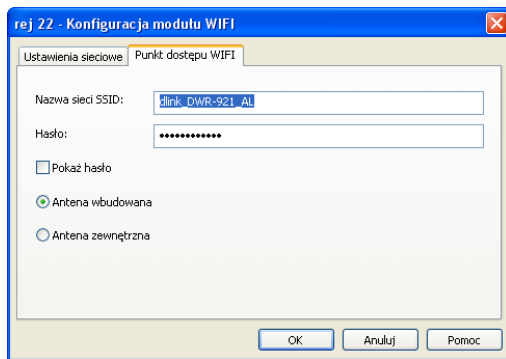 rej 22 - Konfiguracja modułu WIFI
Ustawienia sieciowe Punkt dostępu WIFI
Nazwa sieci SSID: dlink_DWR-921_AL
Hasło: ••••••••••••
Pokaż hasło
Antena wbudowana
Antena zewnętrzna
OK Anuluj Pomoc